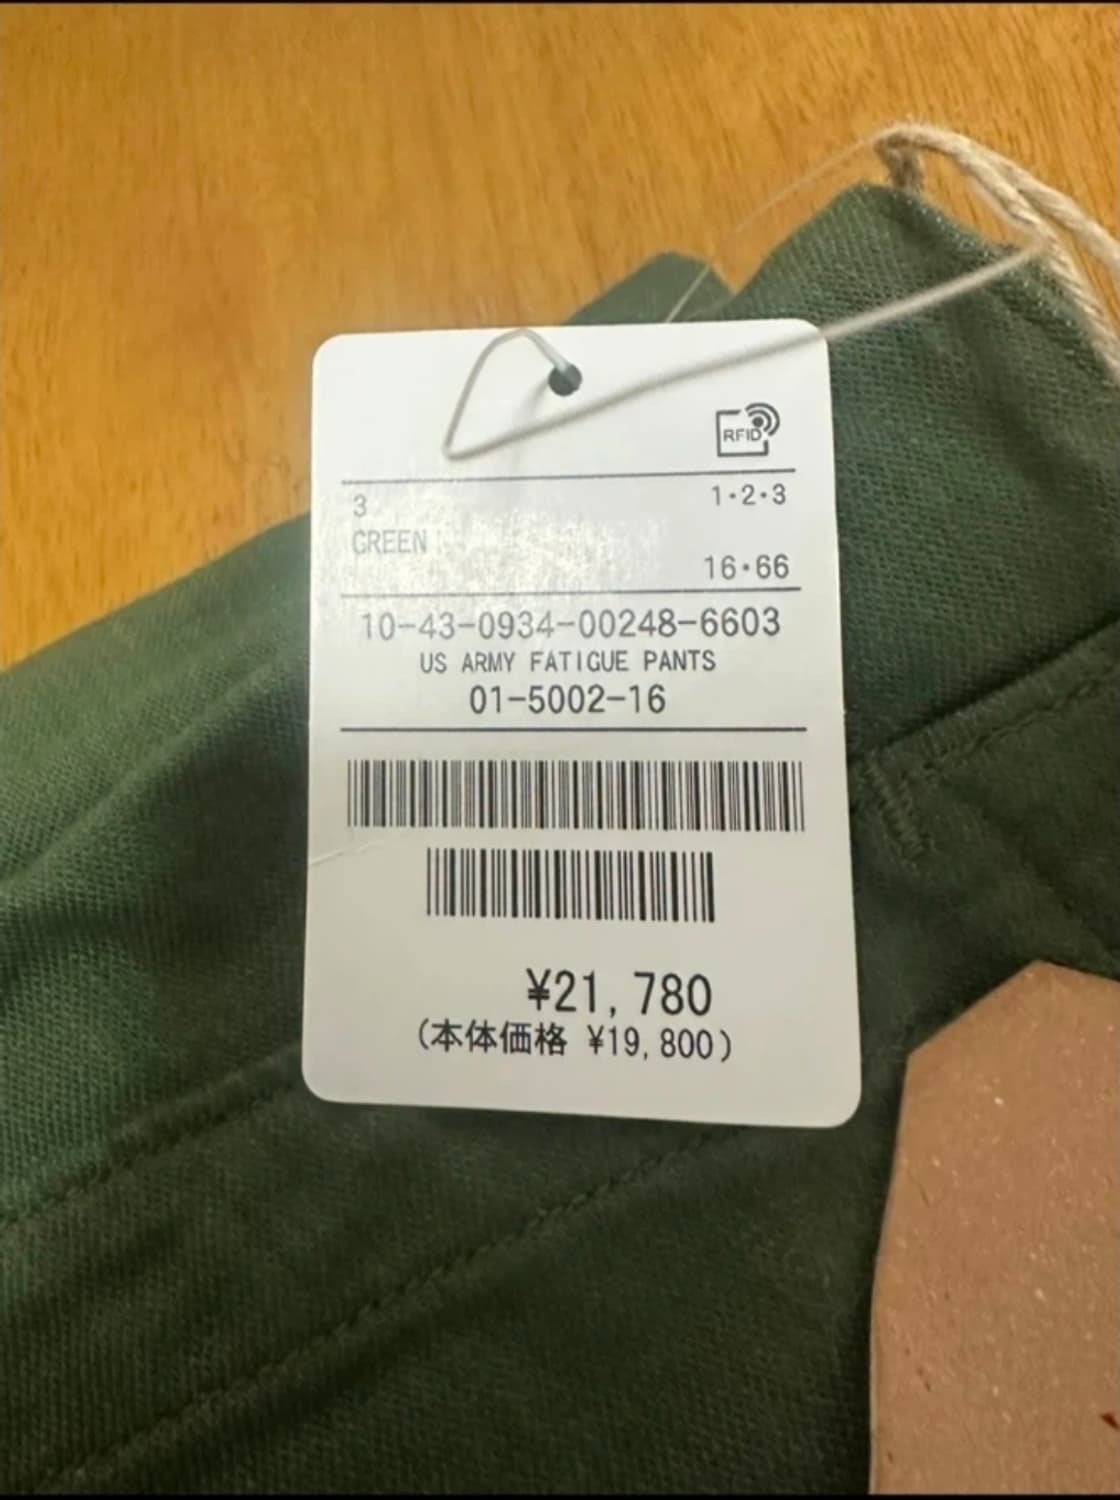 RFID
3 1・2・3
GREEN
16・66
10-43-0934-00248-6603
US ARMY FATIGUE PANTS
01-5002-16
¥21,780
(本体価格 ¥19,800)